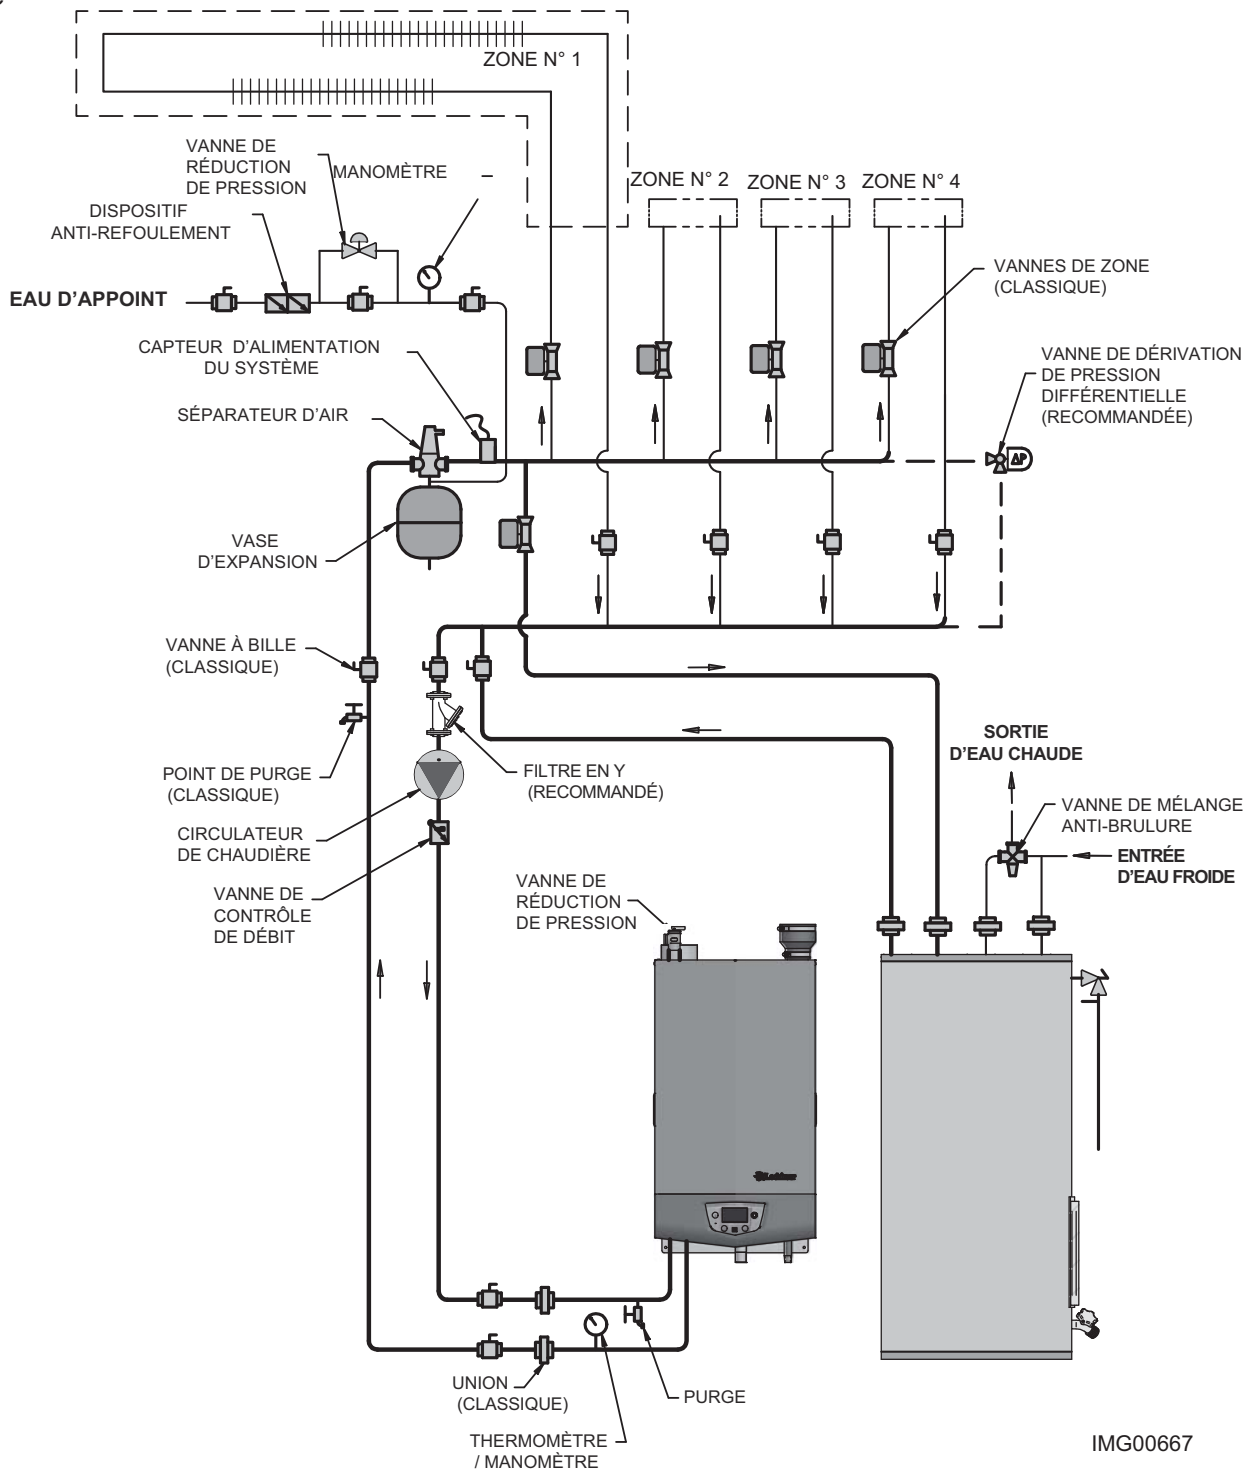 ZONE N° 1
VANNE DE
RÉDUCTION
DE PRESSION
MANOMÈTRE
ZONE N° 2
ZONE N° 3
ZONE N° 4
DISPOSITIF
ANTI-REFOULEMENT
EAU D'APPOINT
VANNES DE ZONE
(CLASSIQUE)
CAPTEUR D'ALIMENTATION
DU SYSTÈME
VANNE DE DÉRIVATION
DE PRESSION
DIFFÉRENTIELLE
(RECOMMANDÉE)
SÉPARATEUR D'AIR
ΔP
VASE
D'EXPANSION
VANNE À BILLE
(CLASSIQUE)
SORTIE
D'EAU CHAUDE
POINT DE PURGE
(CLASSIQUE)
FILTRE EN Y
(RECOMMANDÉ)
VANNE DE MÉLANGE
ANTI-BRULURE
CIRCULATEUR
DE CHAUDIÈRE
ENTRÉE
D'EAU FROIDE
VANNE DE
CONTRÔLE
DE DÉBIT
VANNE DE
RÉDUCTION
DE PRESSION
Lochinvar
UNION
(CLASSIQUE)
PURGE
THERMOMÈTRE
/ MANOMÈTRE
IMG00667